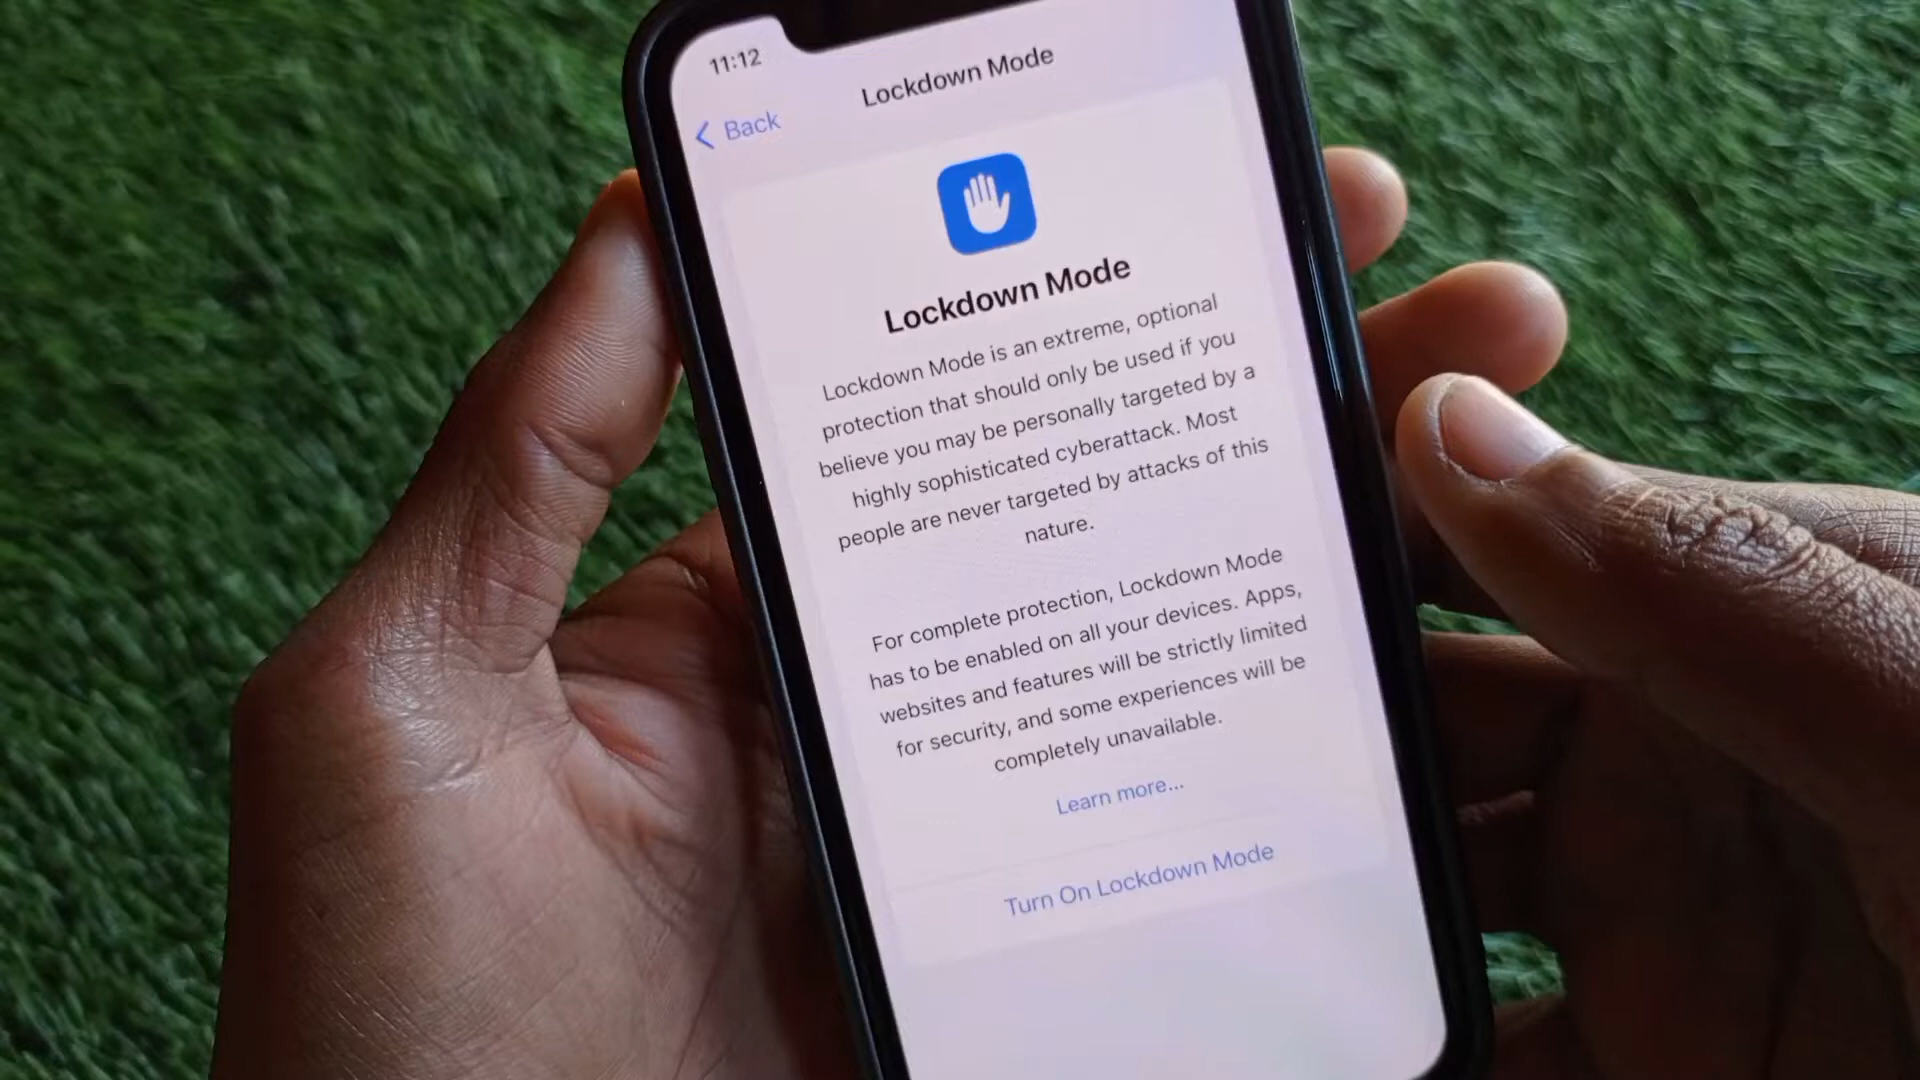 11:12
Lockdown Mode
Back
Lockdown Mode
Lockdown Mode is an extreme, optional
protection that should only be used if you
believe you may be personally targeted by a
highly sophisticated cyberattack. Most
people are never targeted by attacks of this
nature.
For complete protection, Lockdown Mode
has to be enabled on all your devices. Apps,
websites and features will be strictly limited
for security, and some experiences will be
completely unavailable.
Learn more...
Turn On Lockdown Mode